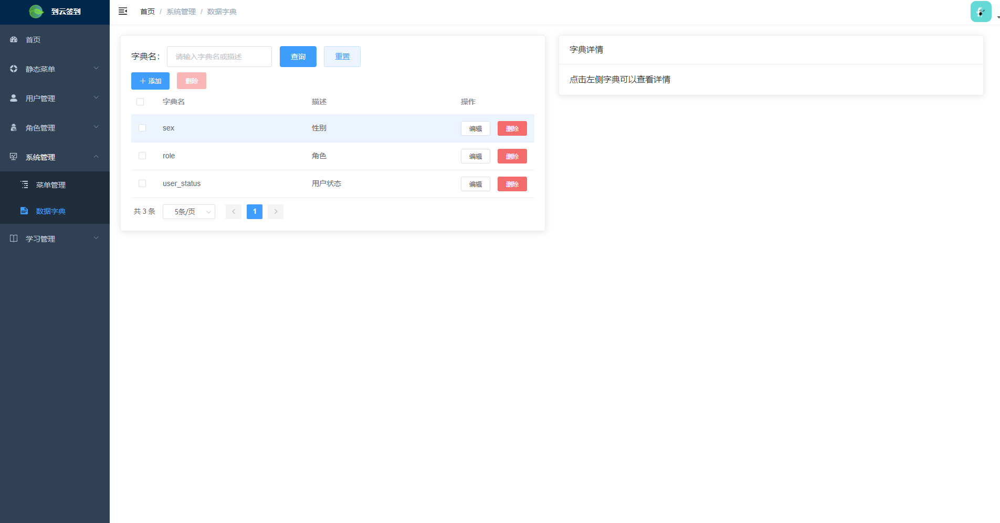 到云签到
首页
静态菜单
用户管理
角色管理
系统管理
菜单管理
数据字典
学习管理
首页 / 系统管理 / 数据字典
字典名： 请输入字典名或描述 查询 重置
添加 删除
字典名 描述 操作
sex 性别 编辑 删除
role 角色 编辑 删除
user_status 用户状态 编辑 删除
共 3 条 5条/页 1
字典详情
点击左侧字典可以查看详情